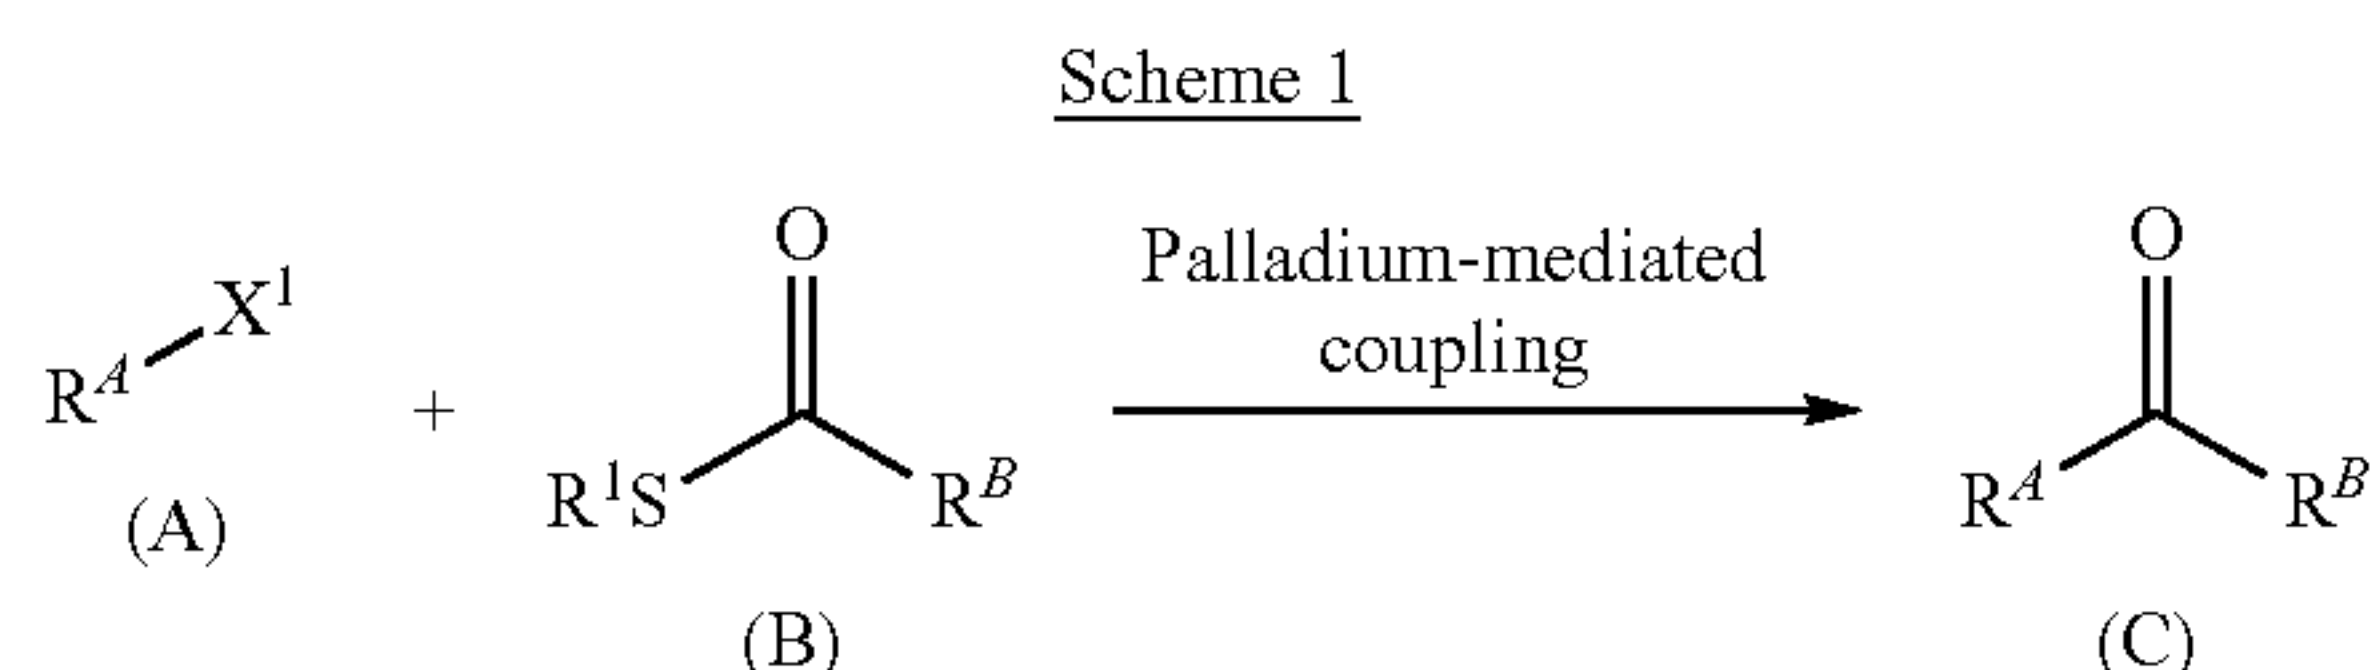 Scheme 1
Palladium-mediated
coupling
Rᴬ X¹
+
R¹S O Rᴮ
Rᴬ O Rᴮ
(A)
(B)
(C)